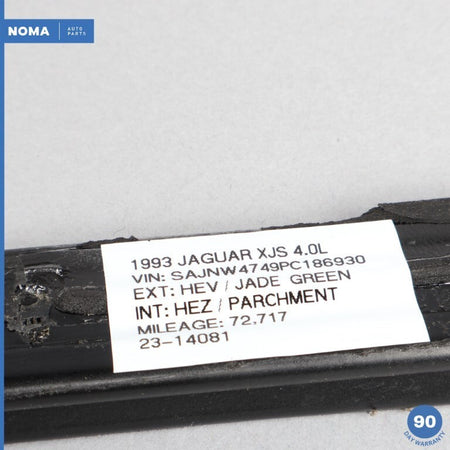 NOMA AUTO PARTS
1993 JAGUAR XJS 4.0L
VIN: SAJNW4749PC186930
EXT: HEV / JADE GREEN
INT: HEZ / PARCHMENT
MILEAGE: 72,717
23-14081
90
DAY WARRANTY